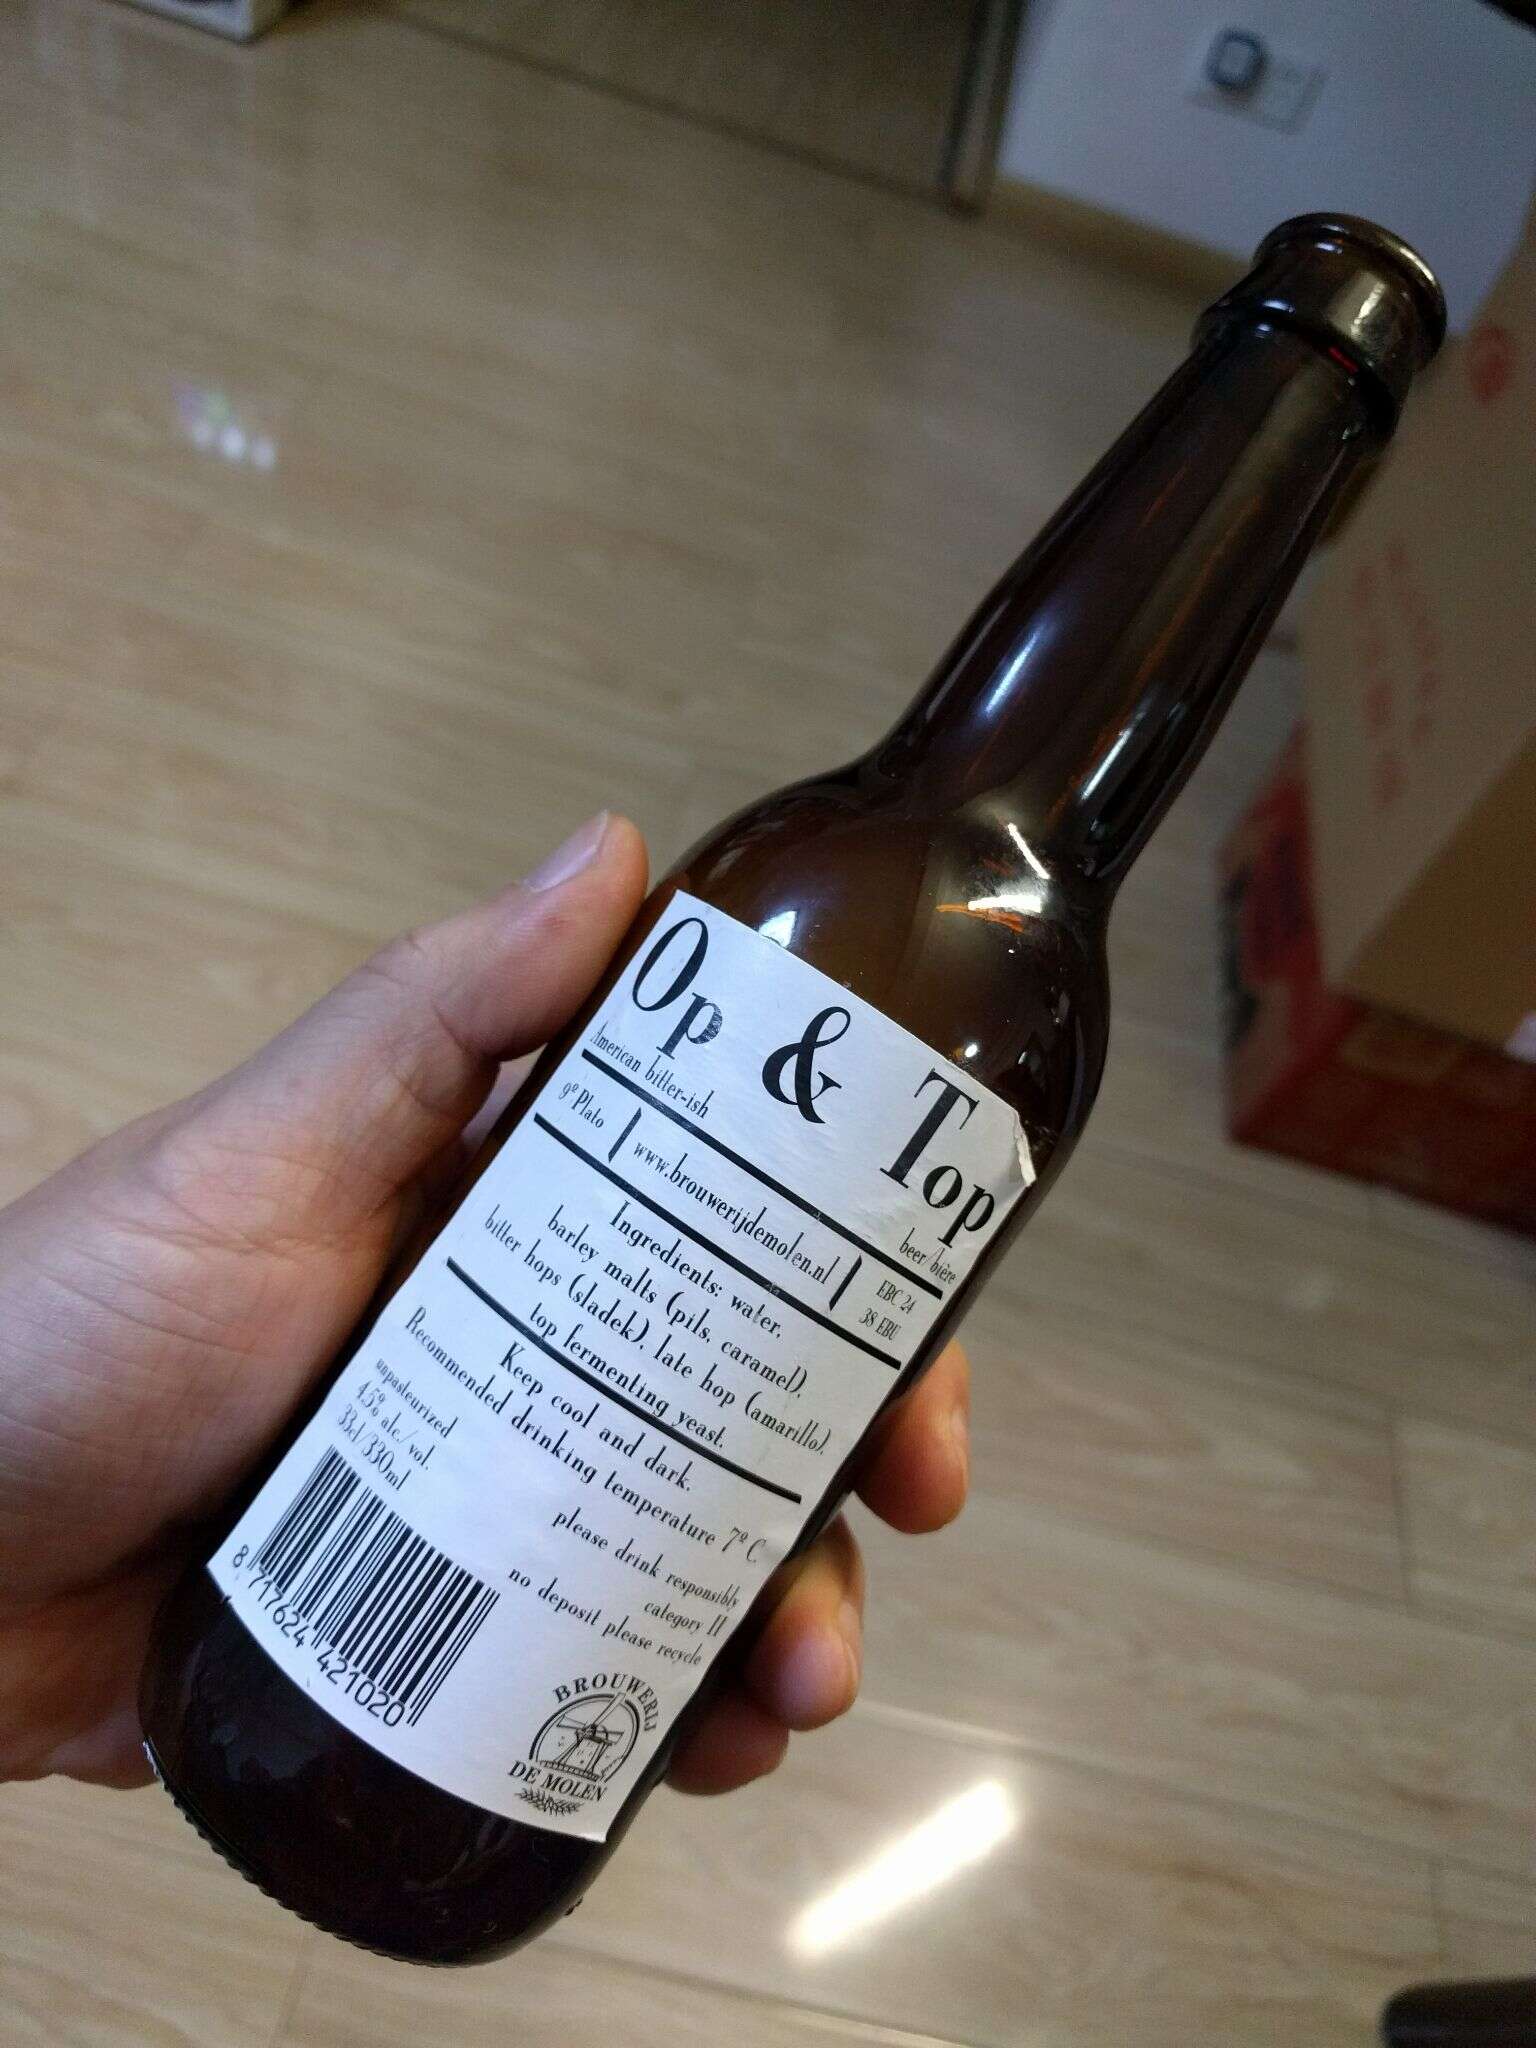 Op & Top
American bitter-ish
beer/bière
9º Plato
www.brouwerijdemolen.nl
EBC 24
38 EBU
Ingredients: water,
barley malts (pils, caramel),
bitter hops (sladek), late hop (amarillo),
top fermenting yeast.
Keep cool and dark.
Recommended drinking temperature 7º C
unpasteurized
4.5% alc./vol.
33cl/330ml
please drink responsibly
category II
no deposit please recycle
8 717624 421020
BROUWERIJ
DE MOLEN